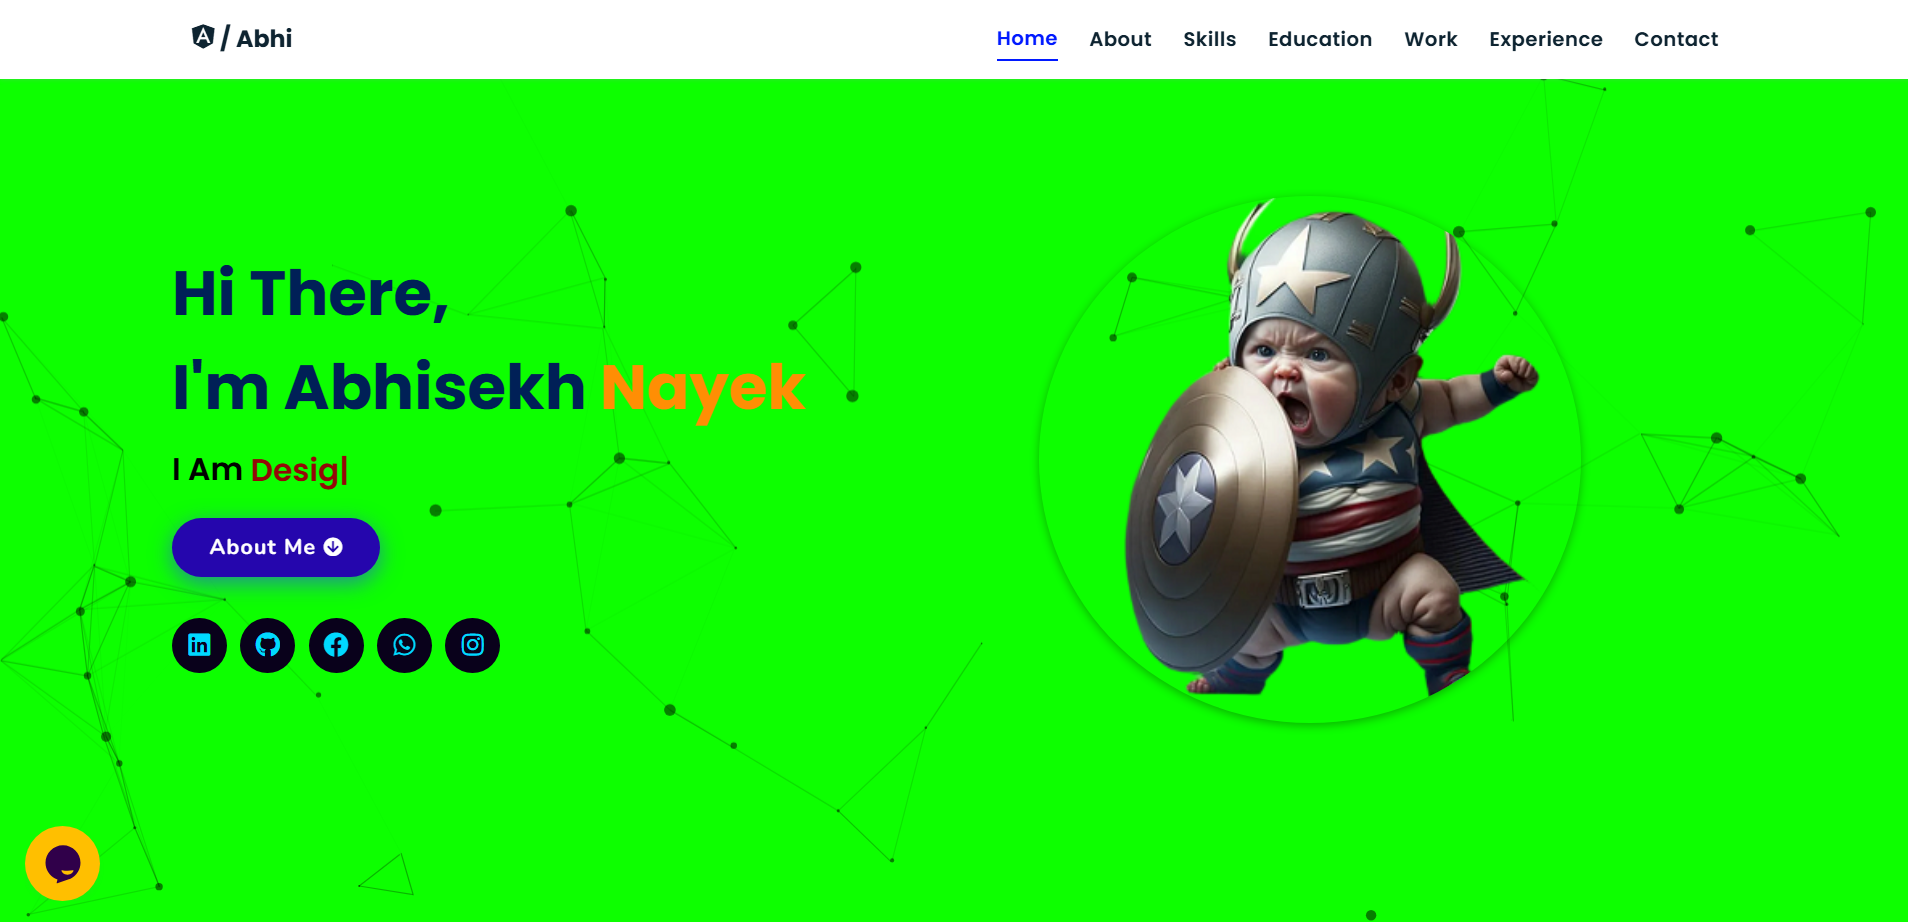 / Abhi
Home About Skills Education Work Experience Contact
Hi There,
I'm Abhisekh Nayek
I Am Desig|
About Me